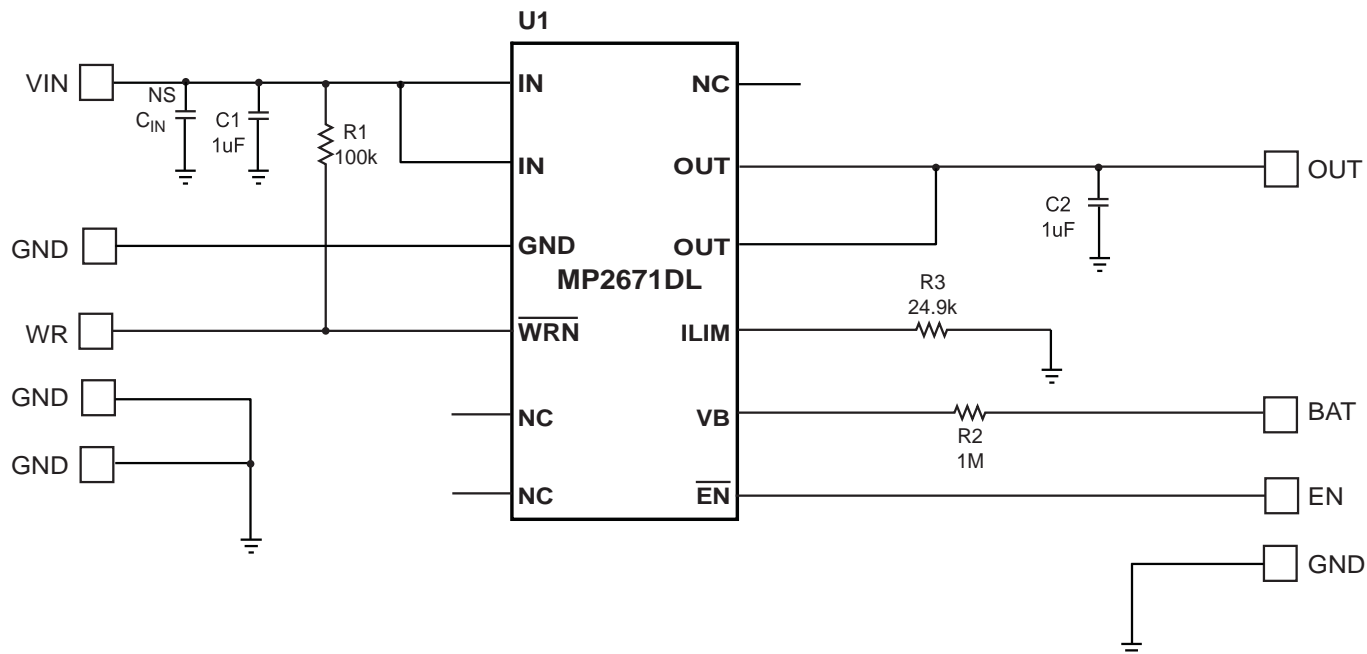 U1
VIN
NS
C_IN
C1
1uF
R1
100k
IN
NC
IN
OUT
OUT
C2
1uF
GND
GND
OUT
MP2671DL
R3
24.9k
WR
WRN
ILIM
GND
NC
VB
R2
1M
BAT
GND
NC
EN
EN
GND